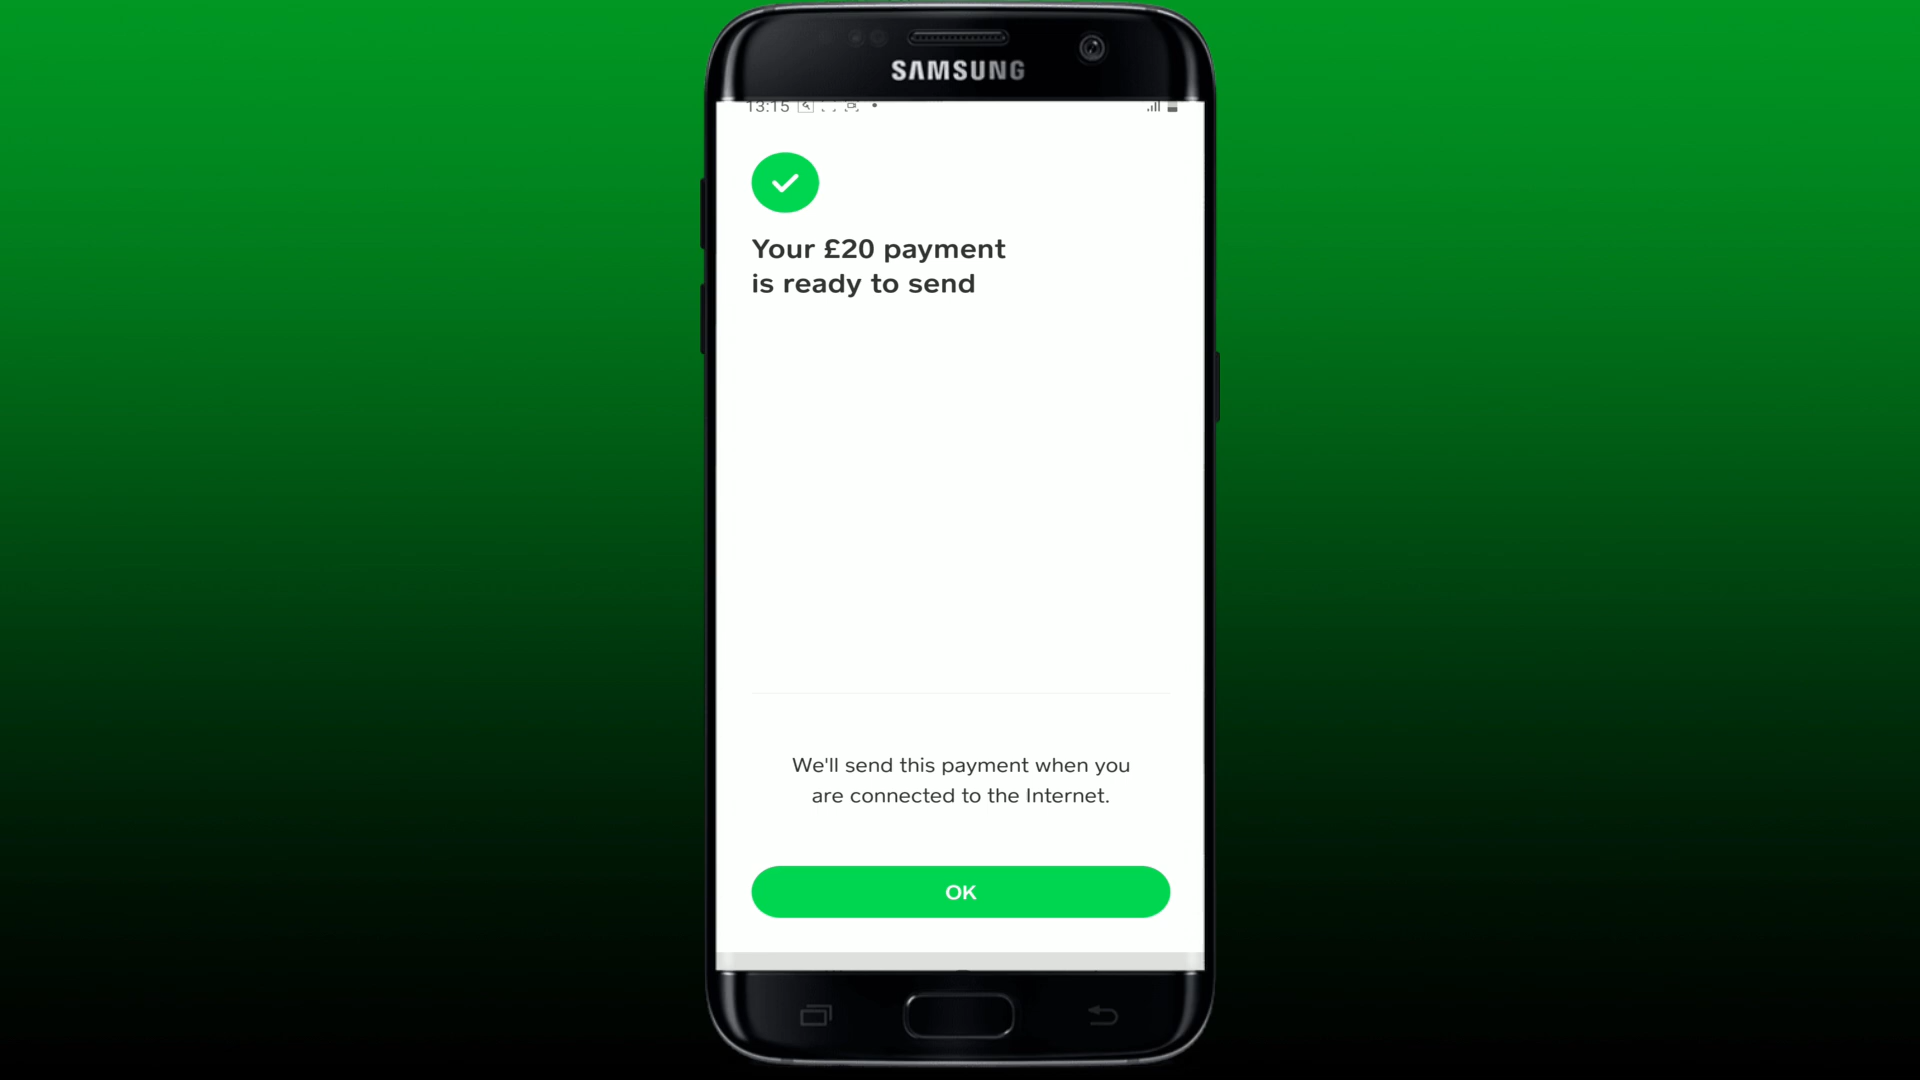 SAMSUNG
13:15
Your £20 payment
is ready to send
We'll send this payment when you
are connected to the Internet.
OK